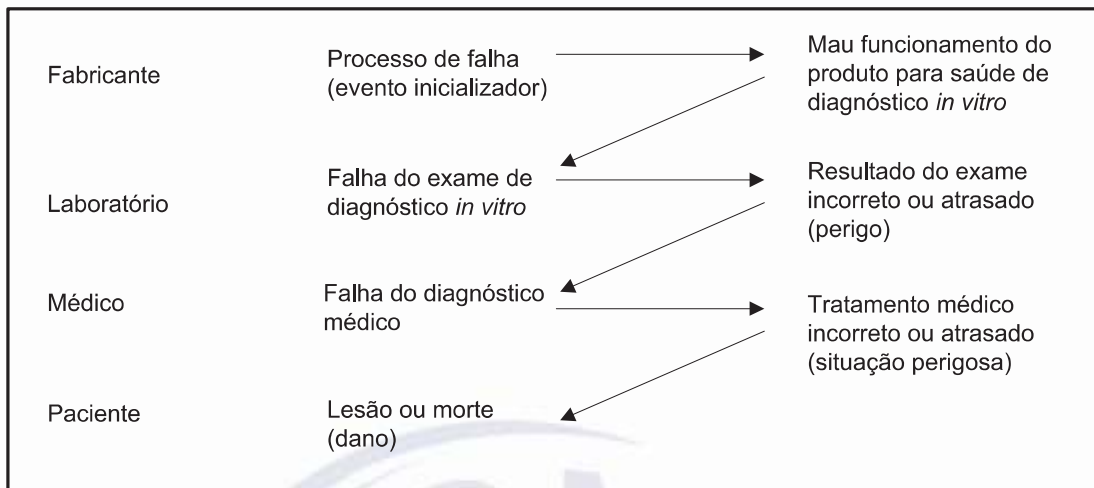 Fabricante
Processo de falha
(evento inicializador)
Mau funcionamento do
produto para saúde de
diagnóstico in vitro
Laboratório
Falha do exame de
diagnóstico in vitro
Resultado do exame
incorreto ou atrasado
(perigo)
Médico
Falha do diagnóstico
médico
Tratamento médico
incorreto ou atrasado
(situação perigosa)
Paciente
Lesão ou morte
(dano)